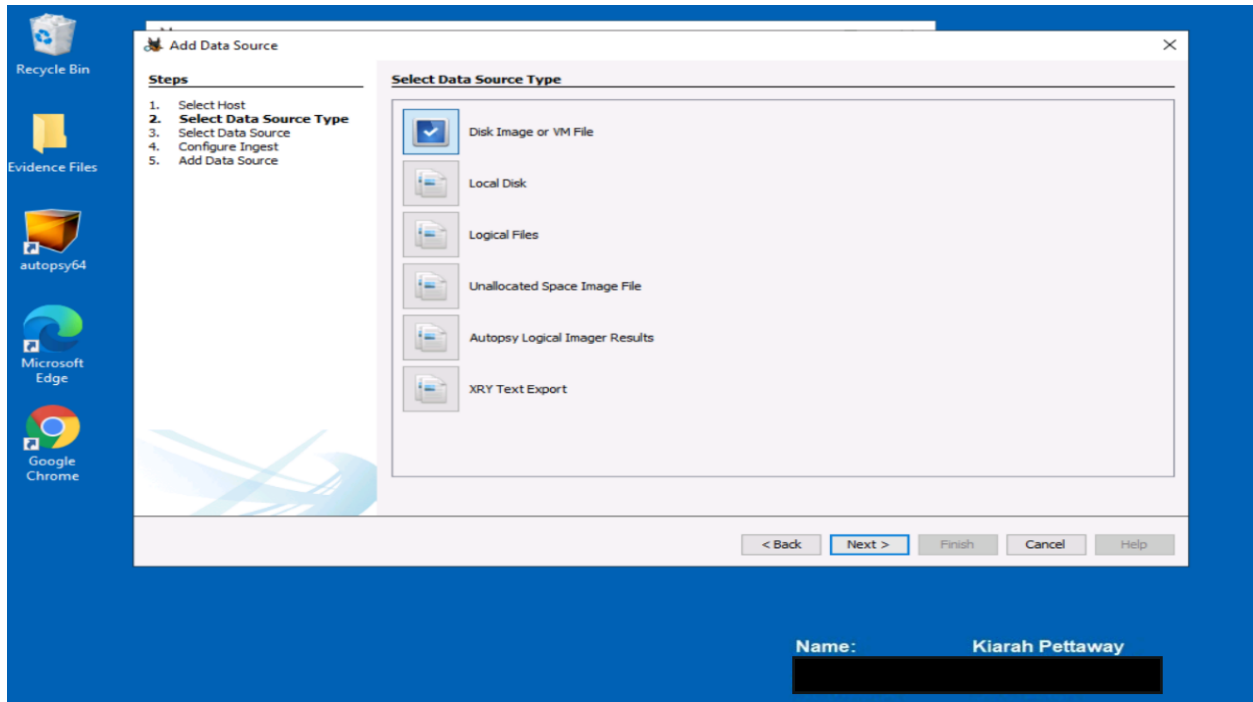 Recycle Bin
Evidence Files
autopsy64
Microsoft
Edge
Google
Chrome
Add Data Source
Steps
1. Select Host
2. Select Data Source Type
3. Select Data Source
4. Configure Ingest
5. Add Data Source
Select Data Source Type
Disk Image or VM File
Local Disk
Logical Files
Unallocated Space Image File
Autopsy Logical Imager Results
XRY Text Export
< Back Next > Finish Cancel Help
Name: Kiarah Pettaway